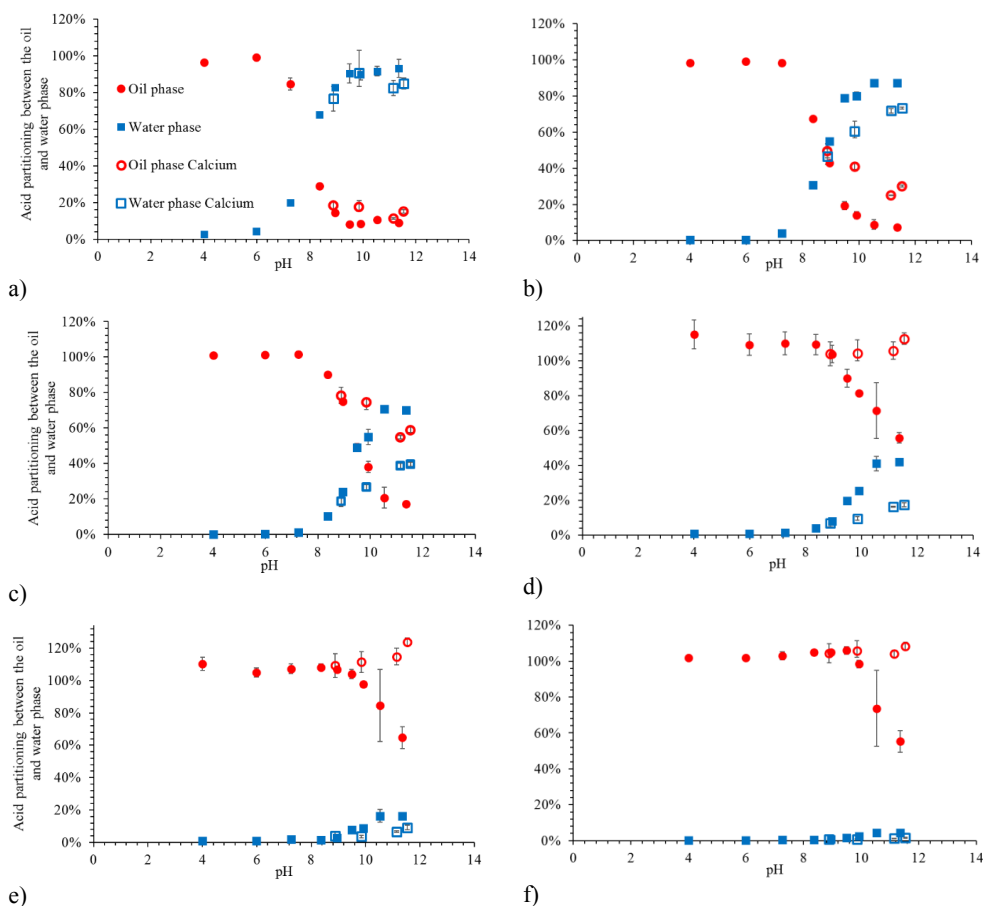 120%
100%
80%
60%
40%
20%
0%
0 2 4 6 8 10 12 14
pH
Acid partitioning between the oil
and water phase
Oil phase
Water phase
Oil phase Calcium
Water phase Calcium
a)
120%
100%
80%
60%
40%
20%
0%
0 2 4 6 8 10 12 14
pH
b)
120%
100%
80%
60%
40%
20%
0%
0 2 4 6 8 10 12 14
pH
Acid partitioning between the oil
and water phase
c)
120%
100%
80%
60%
40%
20%
0%
0 2 4 6 8 10 12 14
pH
d)
120%
100%
80%
60%
40%
20%
0%
0 2 4 6 8 10 12 14
pH
Acid partitioning between the oil
and water phase
e)
120%
100%
80%
60%
40%
20%
0%
0 2 4 6 8 10 12 14
pH
f)